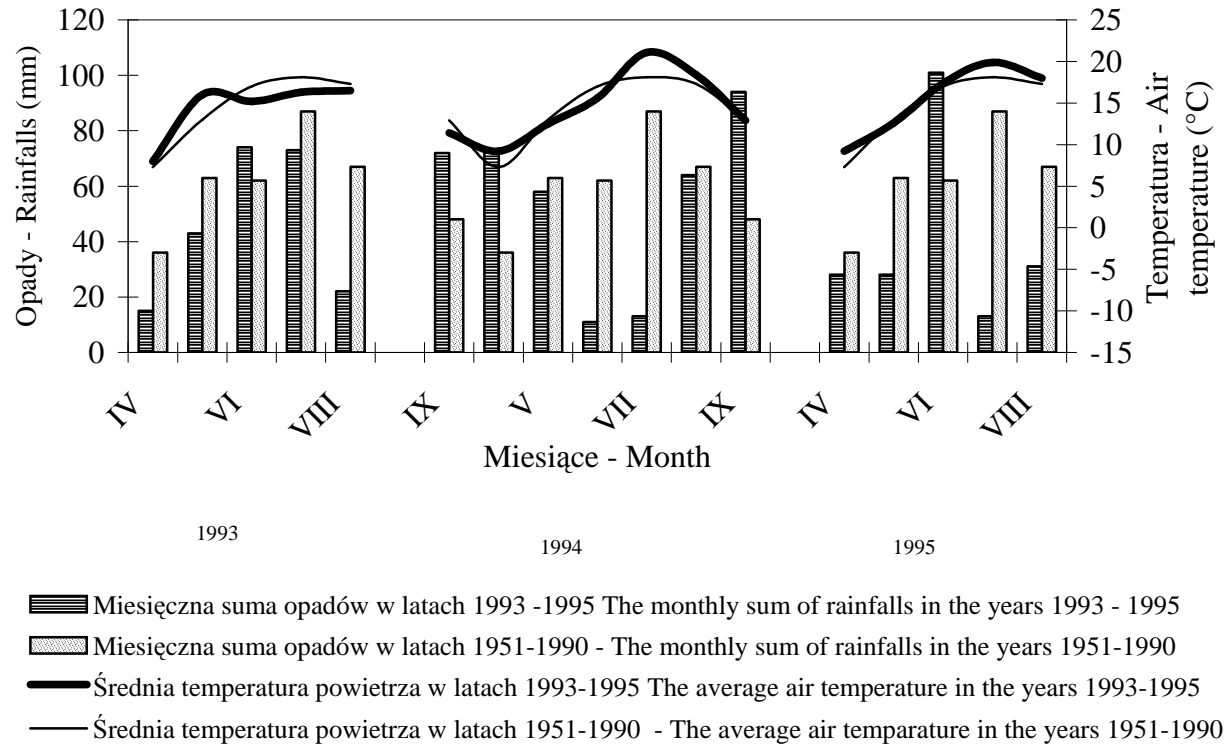 Opady - Rainfalls (mm)
120
100
80
60
40
20
0
25
20
15
10
5
0
-5
-10
-15
Temperatura - Air
temperature (°C)
IV VI VIII IX V VII IX IV VI VIII
Miesiące - Month
1993 1994 1995
Miesięczna suma opadów w latach 1993 -1995 The monthly sum of rainfalls in the years 1993 - 1995
Miesięczna suma opadów w latach 1951-1990 - The monthly sum of rainfalls in the years 1951-1990
Średnia temperatura powietrza w latach 1993-1995 The average air temperature in the years 1993-1995
Średnia temperatura powietrza w latach 1951-1990 - The average air temparature in the years 1951-1990